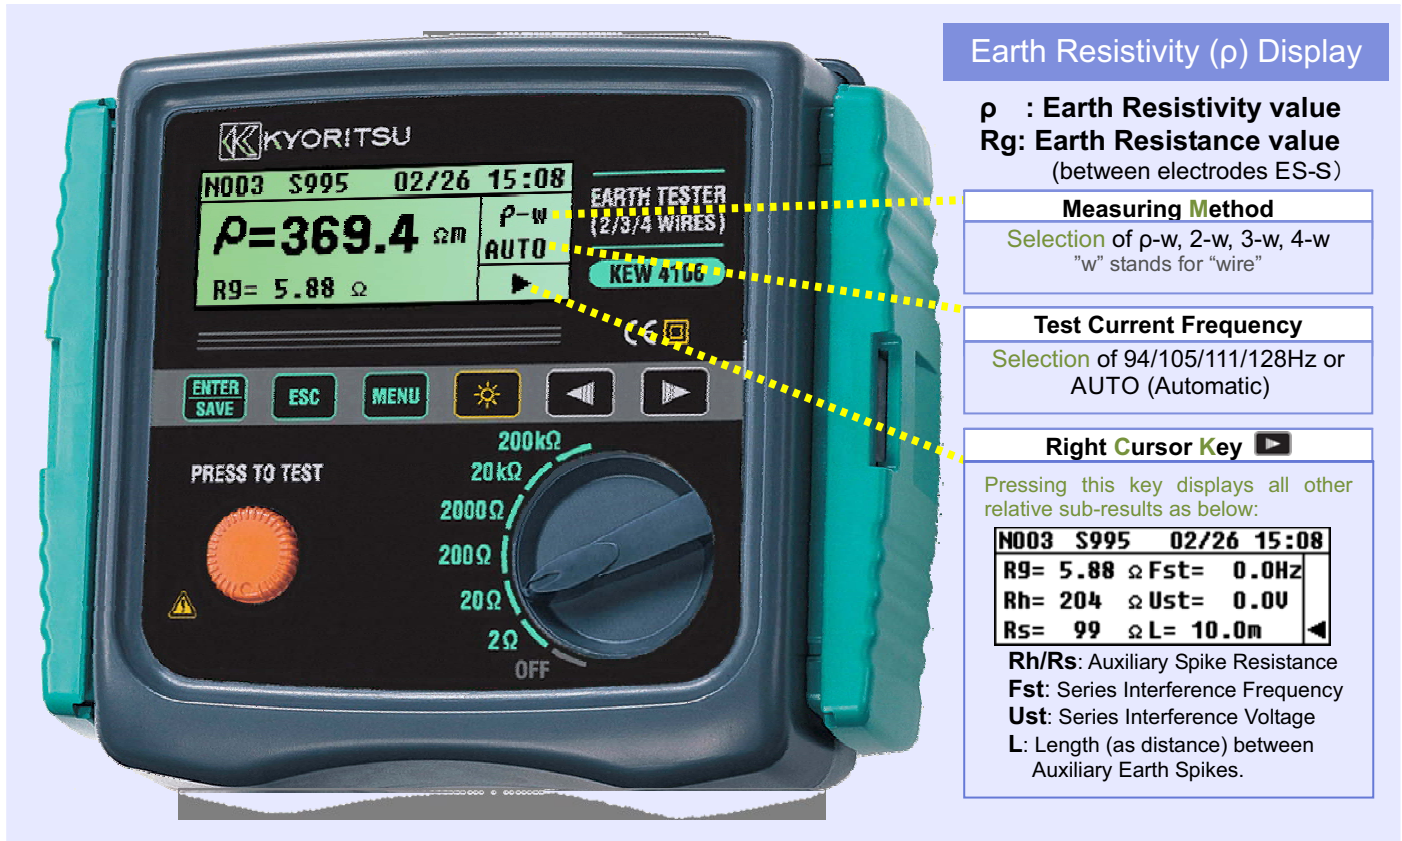 KYORITSU
N003 S995 02/26 15:08
ρ=369.4 Ωm
ρ-w
AUTO
Rg= 5.88 Ω
EARTH TESTER
(2/3/4 WIRES)
KEW 4106
CE
ENTER
SAVE
ESC
MENU
PRESS TO TEST
200kΩ
20kΩ
2000Ω
200Ω
20Ω
2Ω
OFF
Earth Resistivity (ρ) Display
ρ : Earth Resistivity value
Rg: Earth Resistance value
(between electrodes ES-S)
Measuring Method
Selection of ρ-w, 2-w, 3-w, 4-w
"w" stands for “wire”
Test Current Frequency
Selection of 94/105/111/128Hz or
AUTO (Automatic)
Right Cursor Key
Pressing this key displays all other
relative sub-results as below:
N003 S995 02/26 15:08
Rg= 5.88 Ω Fst= 0.0Hz
Rh= 204 Ω Ust= 0.0V
Rs= 99 Ω L= 10.0m
Rh/Rs: Auxiliary Spike Resistance
Fst: Series Interference Frequency
Ust: Series Interference Voltage
L: Length (as distance) between
Auxiliary Earth Spikes.